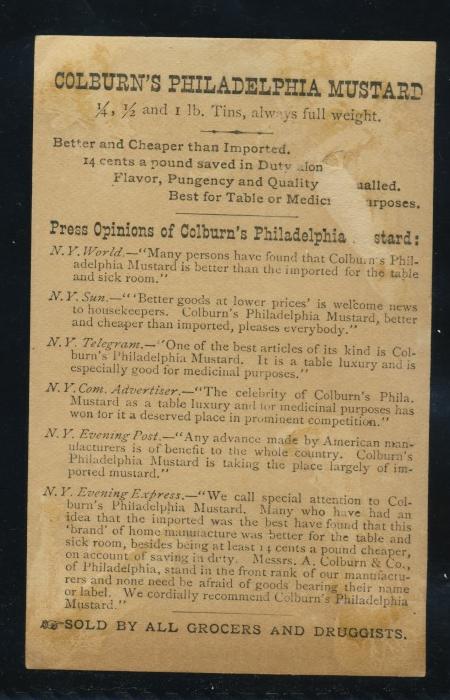 COLBURN'S PHILADELPHIA MUSTARD
¼, ½ and 1 lb. Tins, always full weight.
Better and Cheaper than Imported.
14 cents a pound saved in Duty alon
Flavor, Pungency and Quality ualled.
Best for Table or Medici urposes.
Press Opinions of Colburn's Philadelphia stard:
N. Y. World.—"Many persons have found that Colburn's Phil-
adelphia Mustard is better than the imported for the table
and sick room."
N. Y. Sun.—"'Better goods at lower prices' is welcome news
to housekeepers. Colburn's Philadelphia Mustard, better
and cheaper than imported, pleases everybody."
N. Y. Telegram.—"One of the best articles of its kind is Col-
burn's Philadelphia Mustard. It is a table luxury and is
especially good for medicinal purposes."
N. Y. Com. Advertiser.—"The celebrity of Colburn's Phila.
Mustard as a table luxury and for medicinal purposes has
won for it a deserved place in prominent competition."
N. Y. Evening Post.—"Any advance made by American man-
ufacturers is of benefit to the whole country. Colburn's
Philadelphia Mustard is taking the place largely of im-
ported mustard."
N. Y. Evening Express.—"We call special attention to Col-
burn's Philadelphia Mustard. Many who have had an
idea that the imported was the best have found that this
'brand' of home manufacture was better for the table and
sick room, besides being at least 14 cents a pound cheaper,
on account of saving in duty. Messrs. A. Colburn & Co.,
of Philadelphia, stand in the front rank of our manufactu-
rers and none need be afraid of goods bearing their name
or label. We cordially recommend Colburn's Philadelphia
Mustard."
SOLD BY ALL GROCERS AND DRUGGISTS.